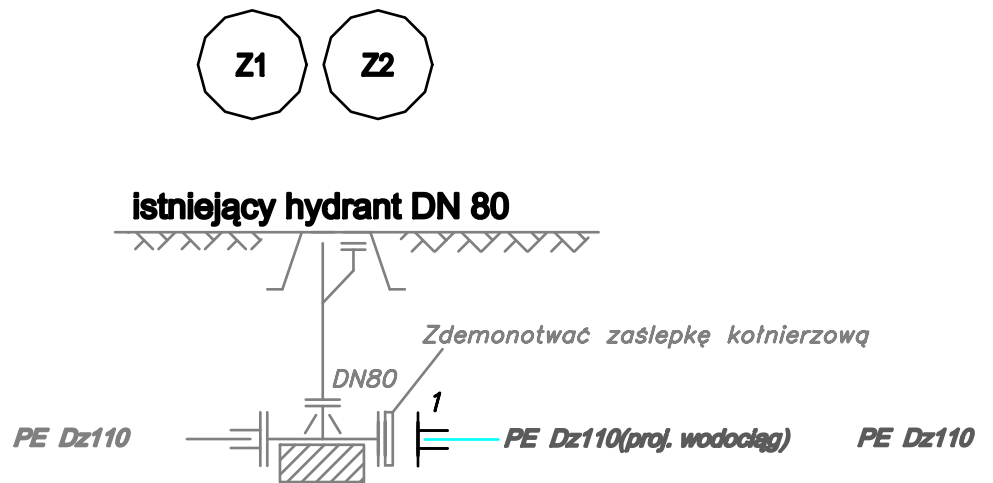 Z1 Z2
istniejący hydrant DN 80
Zdemonotwać zaślepkę kołnierzową
DN80
1
PE Dz110 PE Dz110(proj. wodociąg) PE Dz110